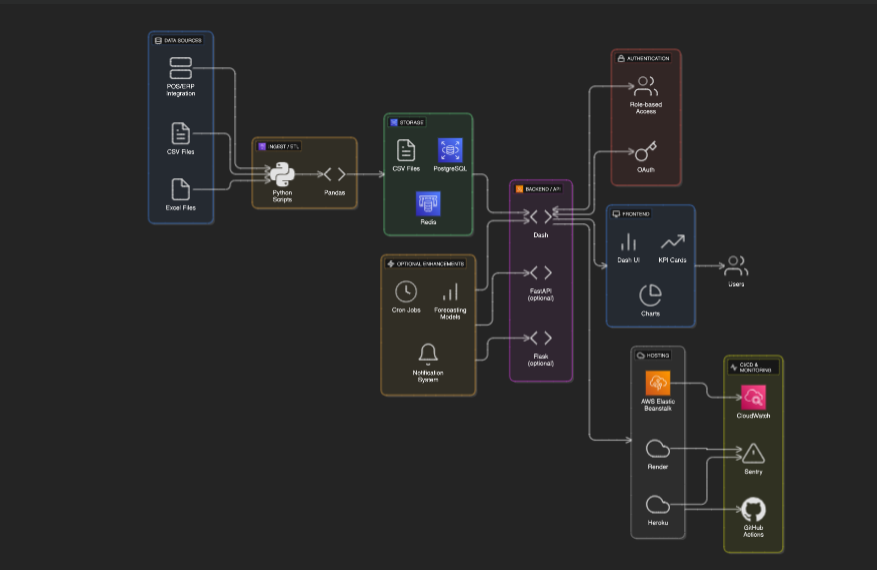 DATA SOURCES
POS/ERP
Integration
CSV Files
Excel Files
INGEST / ETL
Python
Scripts
Pandas
STORAGE
CSV Files
PostgreSQL
Redis
OPTIONAL ENHANCEMENTS
Cron Jobs
Forecasting
Models
Notification
System
BACKEND / API
Dash
FastAPI
(optional)
Flask
(optional)
AUTHENTICATION
Role-based
Access
OAuth
FRONTEND
Dash UI
KPI Cards
Charts
Users
HOSTING
AWS Elastic
Beanstalk
Render
Heroku
CI/CD &
MONITORING
CloudWatch
Sentry
GitHub
Actions